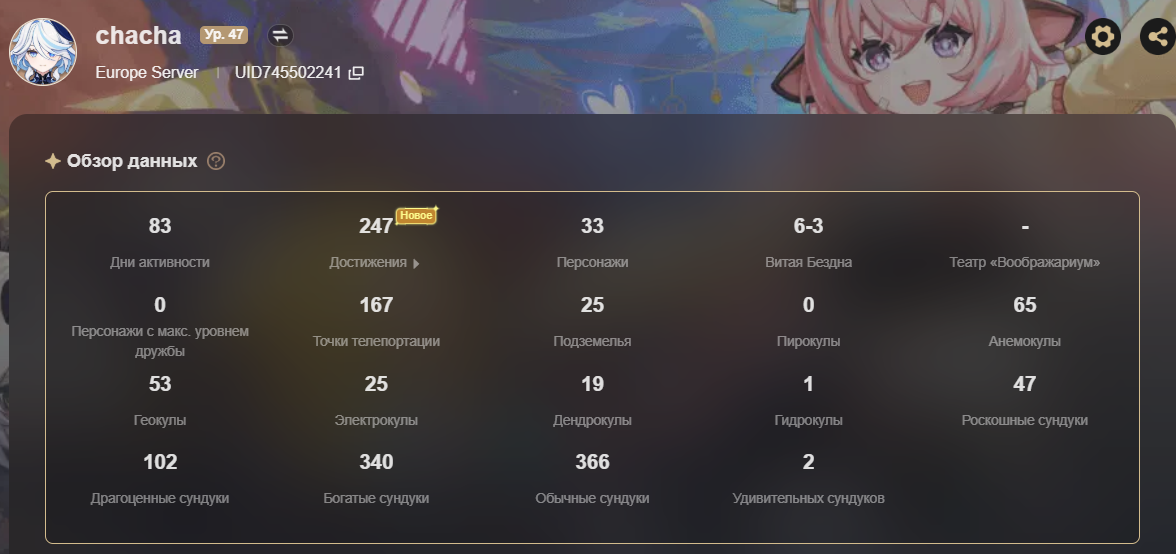 chacha Ур. 47
Europe Server UID745502241
Обзор данных
83 247 Новое 33 6-3 -
Дни активности Достижения Персонажи Витая Бездна Театр «Воображариум»
0 167 25 0 65
Персонажи с макс. уровнем дружбы Точки телепортации Подземелья Пирокулы Анемокулы
53 25 19 1 47
Геокулы Электрокулы Дендрокулы Гидрокулы Роскошные сундуки
102 340 366 2
Драгоценные сундуки Богатые сундуки Обычные сундуки Удивительных сундуков